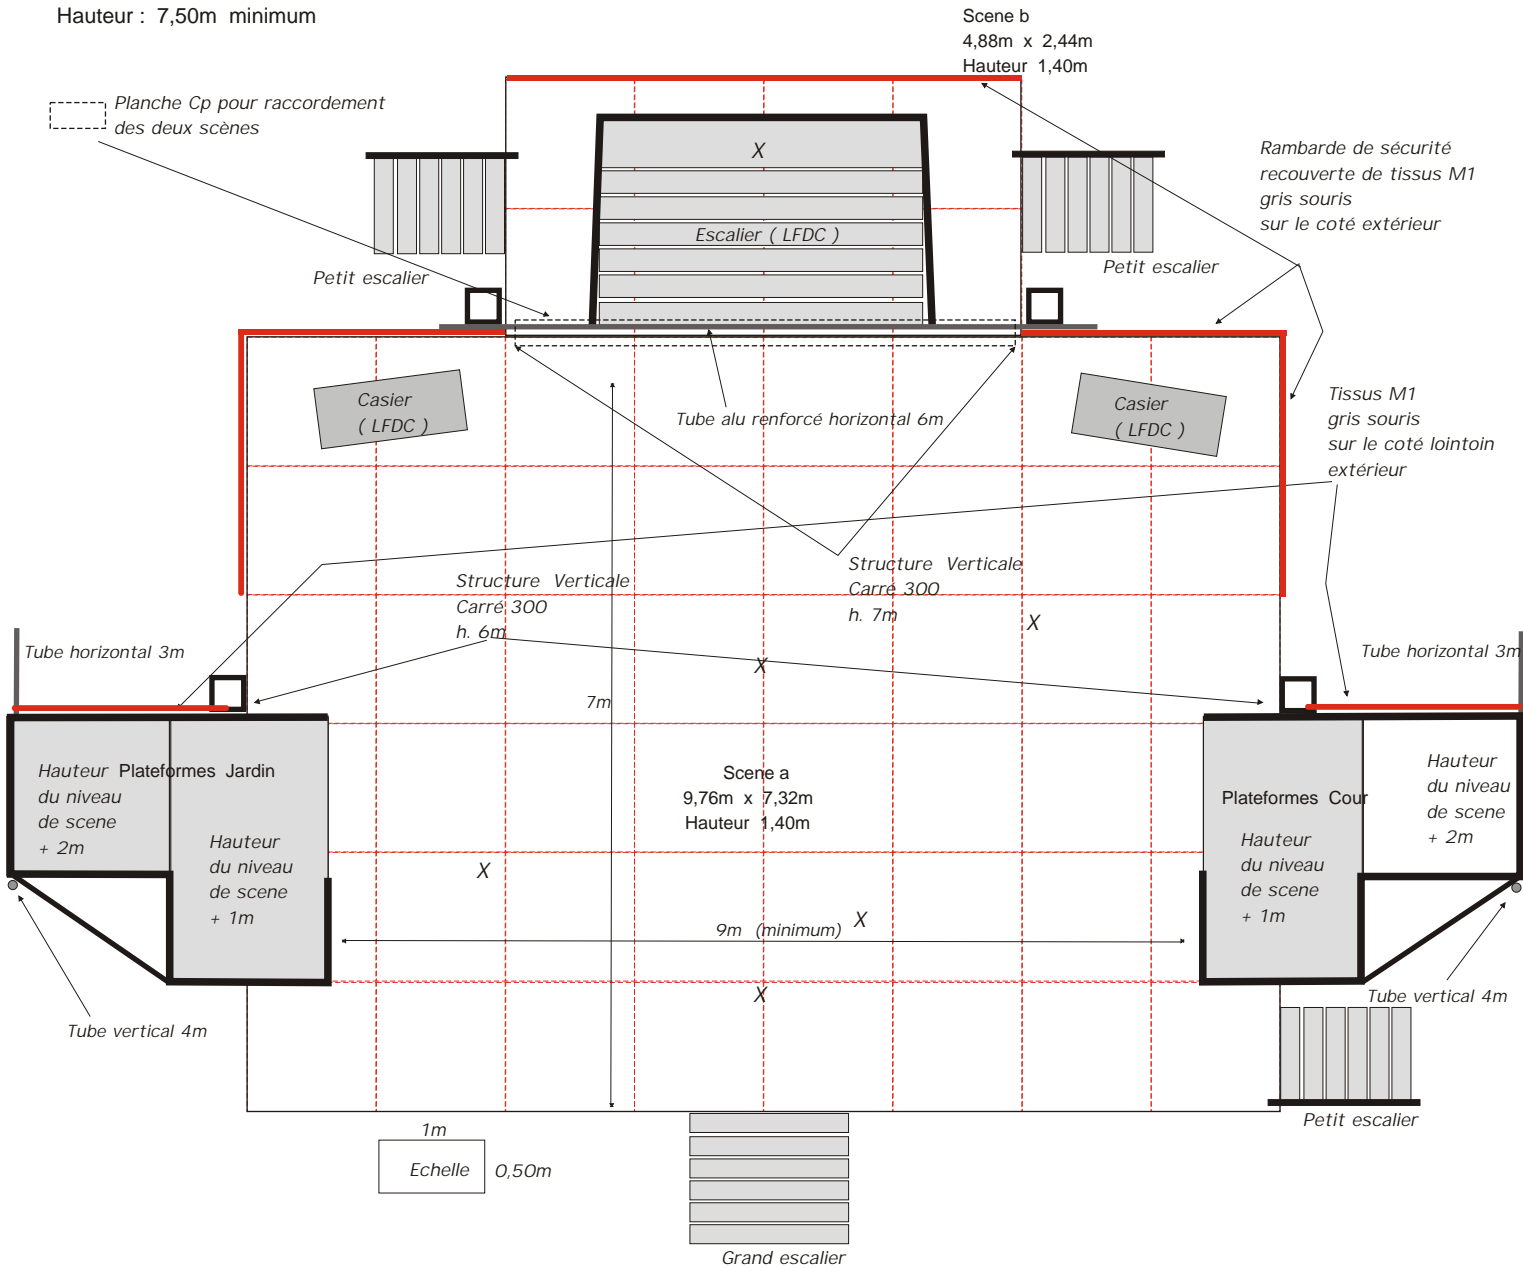 Hauteur : 7,50m minimum
Scene b
4,88m x 2,44m
Hauteur 1,40m
Planche Cp pour raccordement
des deux scènes
X
Rambarde de sécurité
recouverte de tissus M1
gris souris
sur le coté extérieur
Escalier ( LFDC )
Petit escalier
Petit escalier
Casier
( LFDC )
Tube alu renforcé horizontal 6m
Casier
( LFDC )
Tissus M1
gris souris
sur le coté lointoin
extérieur
Structure Verticale
Carré 300
h. 6m
Structure Verticale
Carré 300
h. 7m
X
Tube horizontal 3m
X
Tube horizontal 3m
7m
Hauteur
du niveau
de scene
+ 2m
Plateformes Jardin
Hauteur
du niveau
de scene
+ 1m
Scene a
9,76m x 7,32m
Hauteur 1,40m
Plateformes Cour
Hauteur
du niveau
de scene
+ 1m
Hauteur
du niveau
de scene
+ 2m
X
X
9m (minimum)
X
Tube vertical 4m
Tube vertical 4m
Petit escalier
1m
Echelle
0,50m
Grand escalier